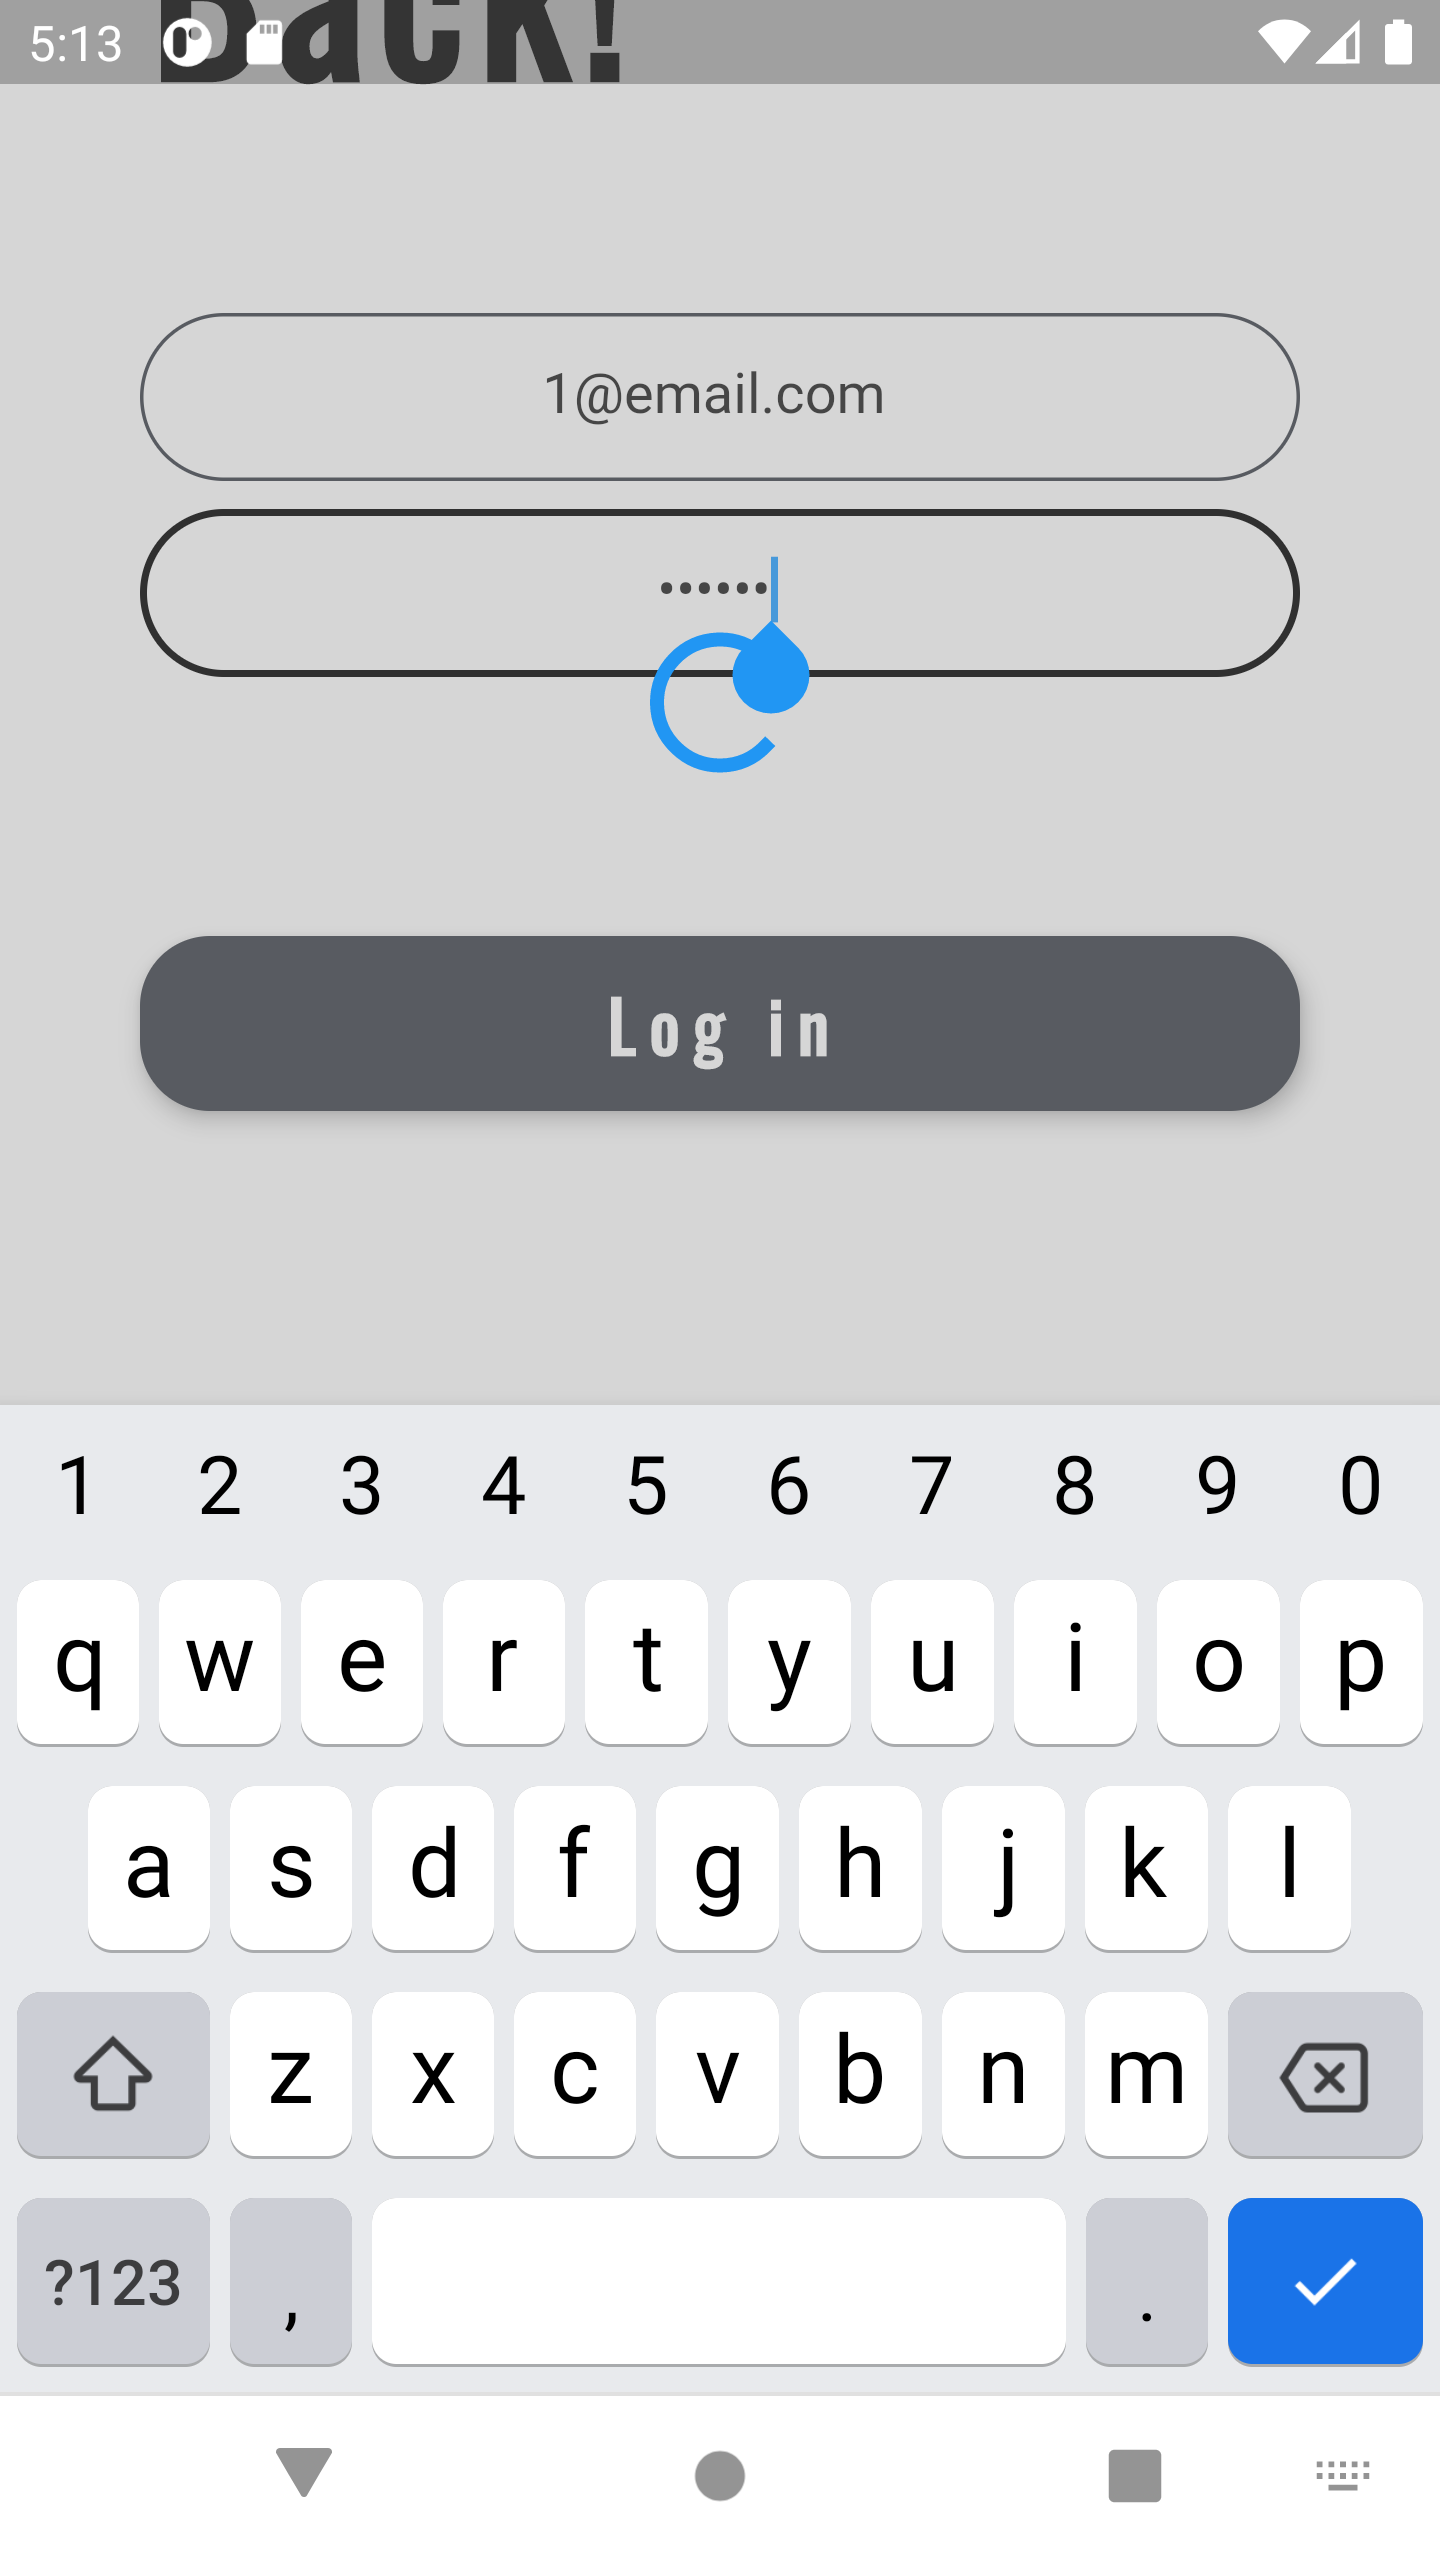 5:13
Back!
1@email.com
••••••
Log in
1 2 3 4 5 6 7 8 9 0
q w e r t y u i o p
a s d f g h j k l
z x c v b n m
?123 , .